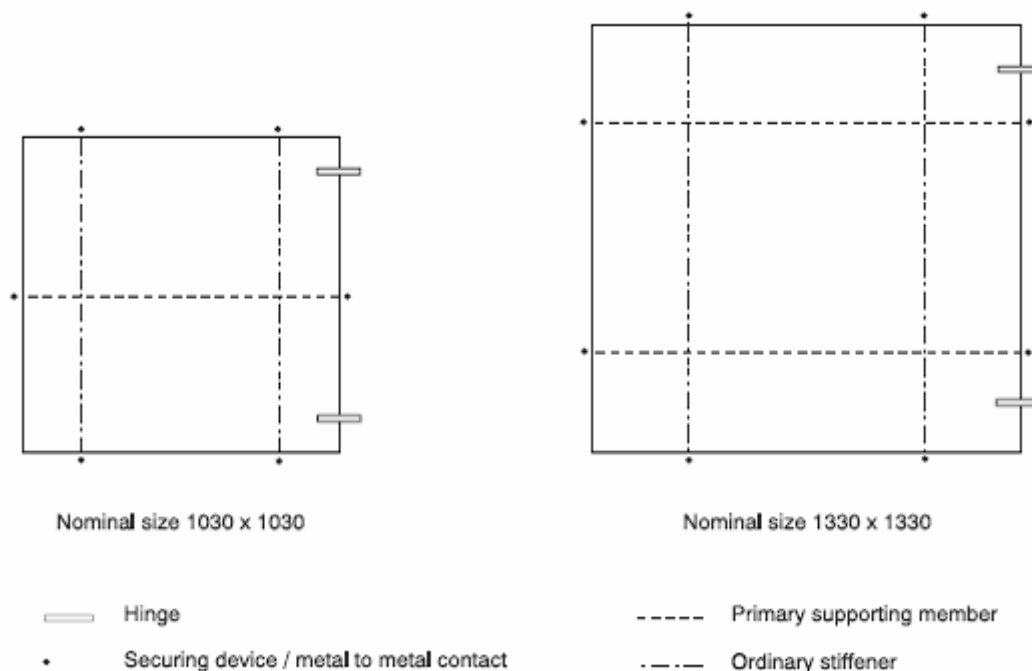 Nominal size 1030 x 1030
Nominal size 1330 x 1330
Hinge
Primary supporting member
Securing device / metal to metal contact
Ordinary stiffener